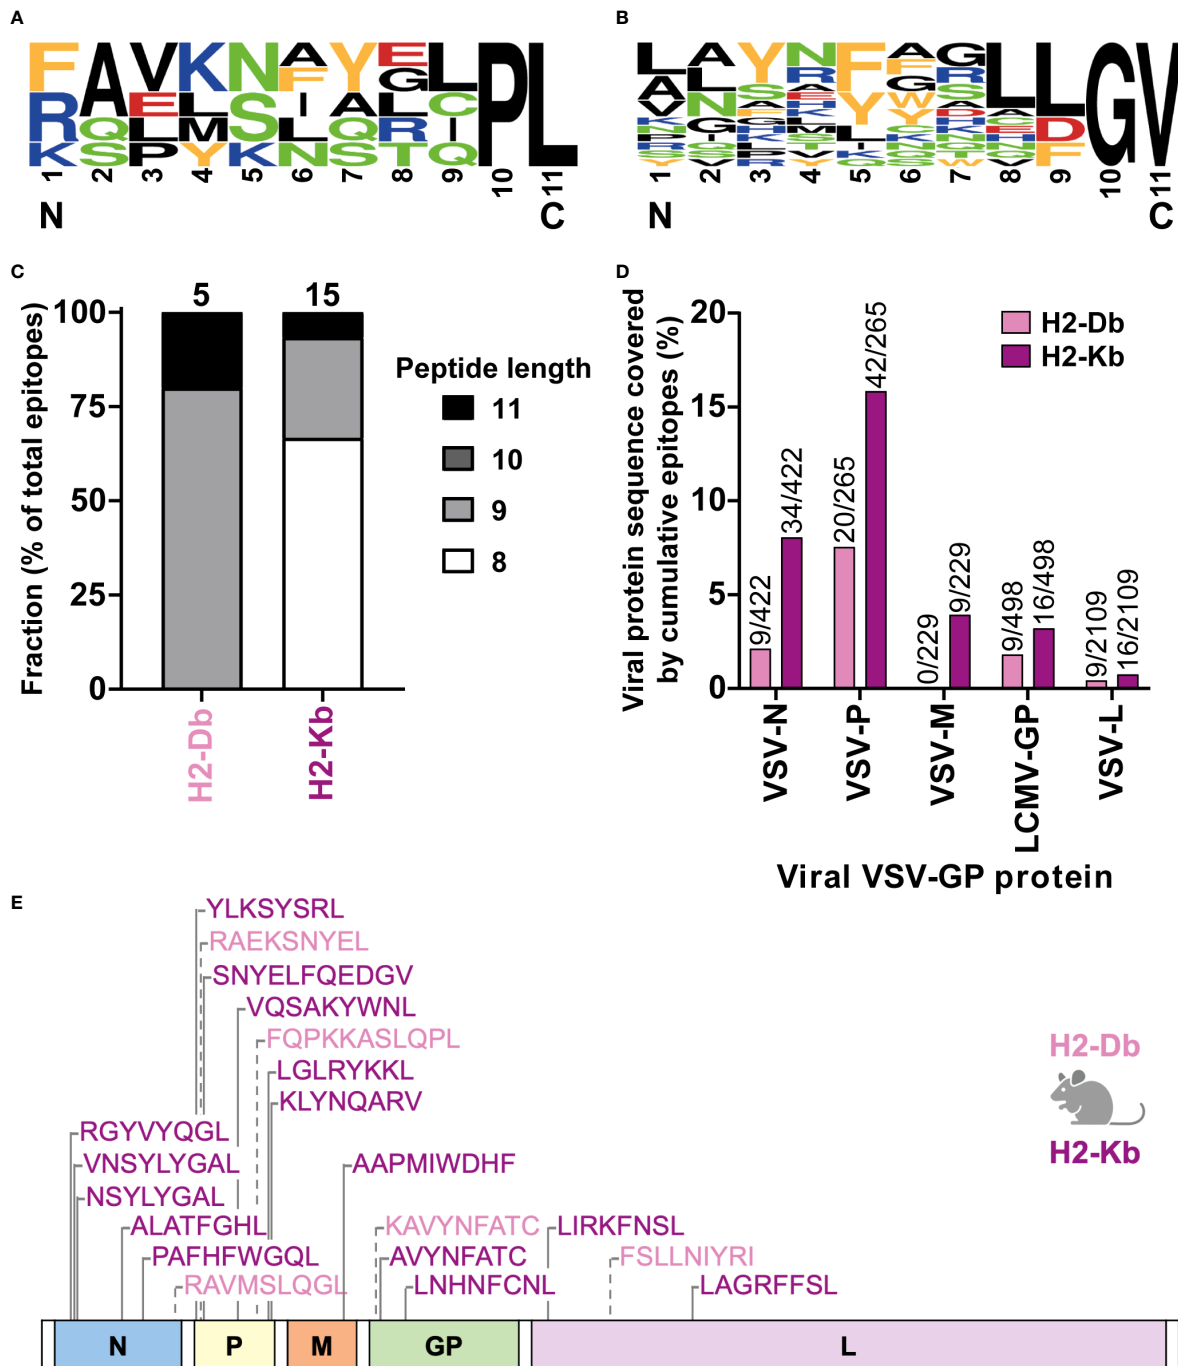 A
B
1 2 3 4 5 6 7 8 9 10 11
N C
1 2 3 4 5 6 7 8 9 10 11
N C
C
Fraction (% of total epitopes)
100
75
50
25
0
5 15
H2-Db
H2-Kb
Peptide length
11
10
9
8
D
Viral protein sequence covered
by cumulative epitopes (%)
20
15
10
5
0
H2-Db
H2-Kb
9/422
34/422
20/265
42/265
0/229
9/229
9/498
16/498
9/2109
16/2109
VSV-N
VSV-P
VSV-M
LCMV-GP
VSV-L
Viral VSV-GP protein
E
YLKSYSRL
RAEKSNYEL
SNYELFQEDGV
VQSAKYWNL
FQPKKASLQPL
LGLRYKKL
KLYNQARV
RGYVYQGL
VNSYLYGAL
AAPMIWDHF
NSYLYGAL
ALATFGHL
KAVYNFATC
LIRKFNSL
PAFHFWGQL
AVYNFATC
FSLLNIYRI
RAVMSLQGL
LNHNFCNL
LAGRFFSL
H2-Db
H2-Kb
N P M GP L